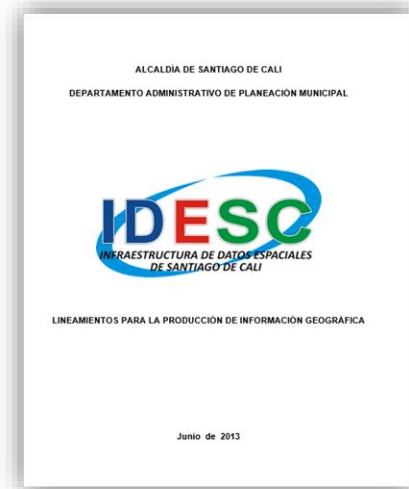 ALCALDÌA DE SANTIAGO DE CALI
DEPARTAMENTO ADMINISTRATIVO DE PLANEACIÓN MUNICIPAL
IDESC
INFRAESTRUCTURA DE DATOS ESPACIALES
DE SANTIAGO DE CALI
LINEAMIENTOS PARA LA PRODUCCIÓN DE INFORMACIÓN GEOGRÁFICA
Junio de 2013